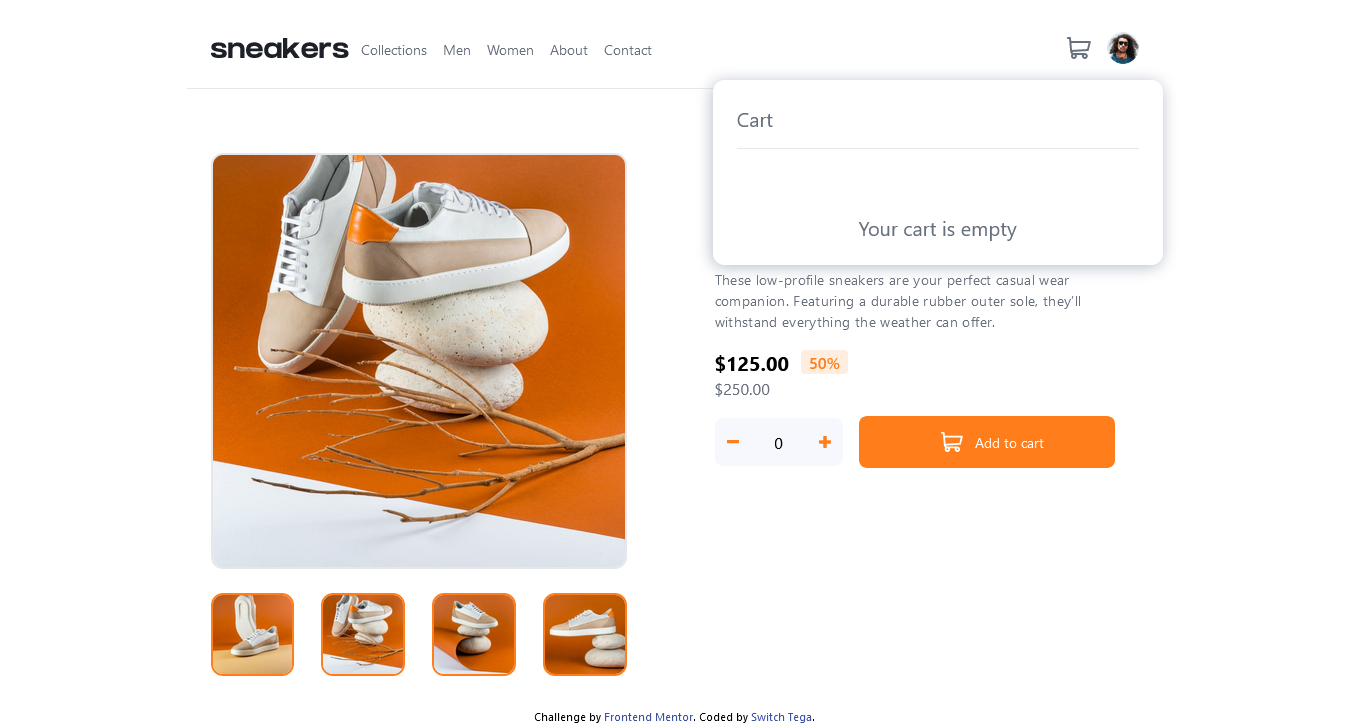 sneakers Collections Men Women About Contact
Cart
Your cart is empty
These low-profile sneakers are your perfect casual wear
companion. Featuring a durable rubber outer sole, they’ll
withstand everything the weather can offer.
$125.00 50%
$250.00
0 Add to cart
Challenge by Frontend Mentor. Coded by Switch Tega.